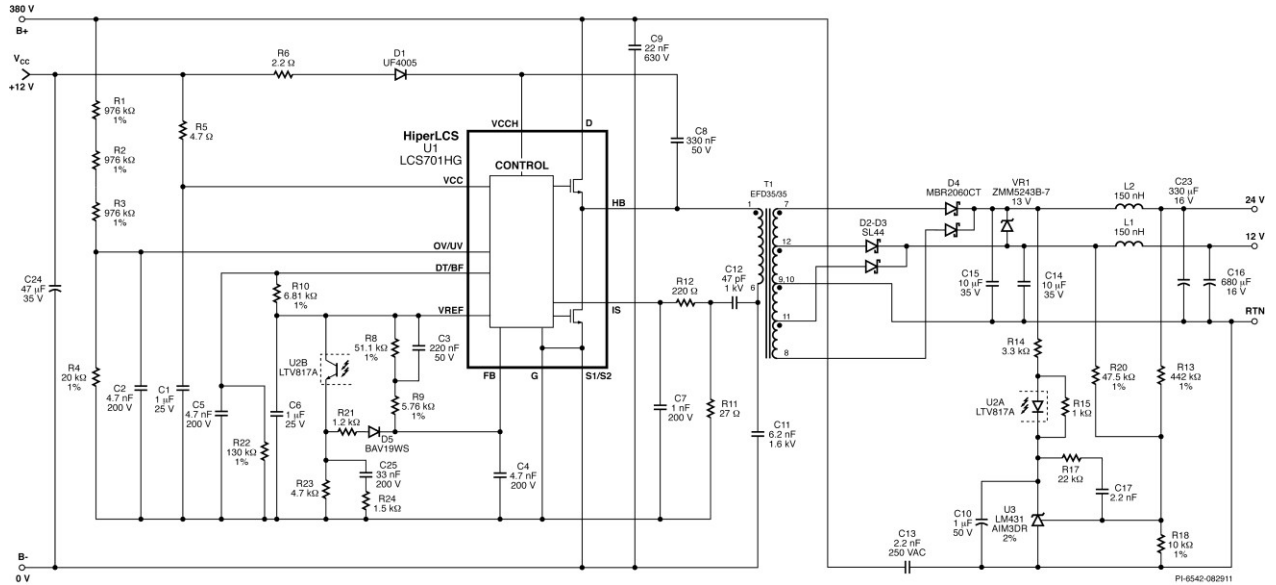 380 V
B+
VCC
+12 V
R6
2.2 Ω
D1
UF4005
C9
22 nF
630 V
R1
976 kΩ
1%
R2
976 kΩ
1%
R3
976 kΩ
1%
R5
4.7 Ω
HiperLCS
U1
LCS701HG
VCCH
D
CONTROL
VCC
HB
OV/UV
DT/BF
VREF
IS
FB
G
S1/S2
C8
330 nF
50 V
T1
EFD35/35
1
6
7
12
9,10
11
8
D4
MBR2060CT
VR1
ZMM5243B-7
13 V
D2-D3
SL44
L2
150 nH
L1
150 nH
C23
330 µF
16 V
24 V
12 V
RTN
C15
10 µF
35 V
C14
10 µF
35 V
C16
680 µF
16 V
C24
47 µF
35 V
R10
6.81 kΩ
1%
U2B
LTV817A
R8
51.1 kΩ
1%
C3
220 nF
50 V
R9
5.76 kΩ
1%
R12
220 Ω
C12
47 pF
1 kV
R4
20 kΩ
1%
C2
4.7 nF
200 V
C1
1 µF
25 V
C5
4.7 nF
200 V
R22
130 kΩ
1%
C6
1 µF
25 V
R21
1.2 kΩ
D5
BAV19WS
R23
4.7 kΩ
C25
33 nF
200 V
R24
1.5 kΩ
C4
4.7 nF
200 V
C7
1 nF
200 V
R11
27 Ω
C11
6.2 nF
1.6 kV
R14
3.3 kΩ
U2A
LTV817A
R15
1 kΩ
R20
47.5 kΩ
1%
R13
442 kΩ
1%
R17
22 kΩ
C17
2.2 nF
C10
1 µF
50 V
U3
LM431
AIM3DR
2%
R18
10 kΩ
1%
C13
2.2 nF
250 VAC
B-
0 V
PI-6542-082911